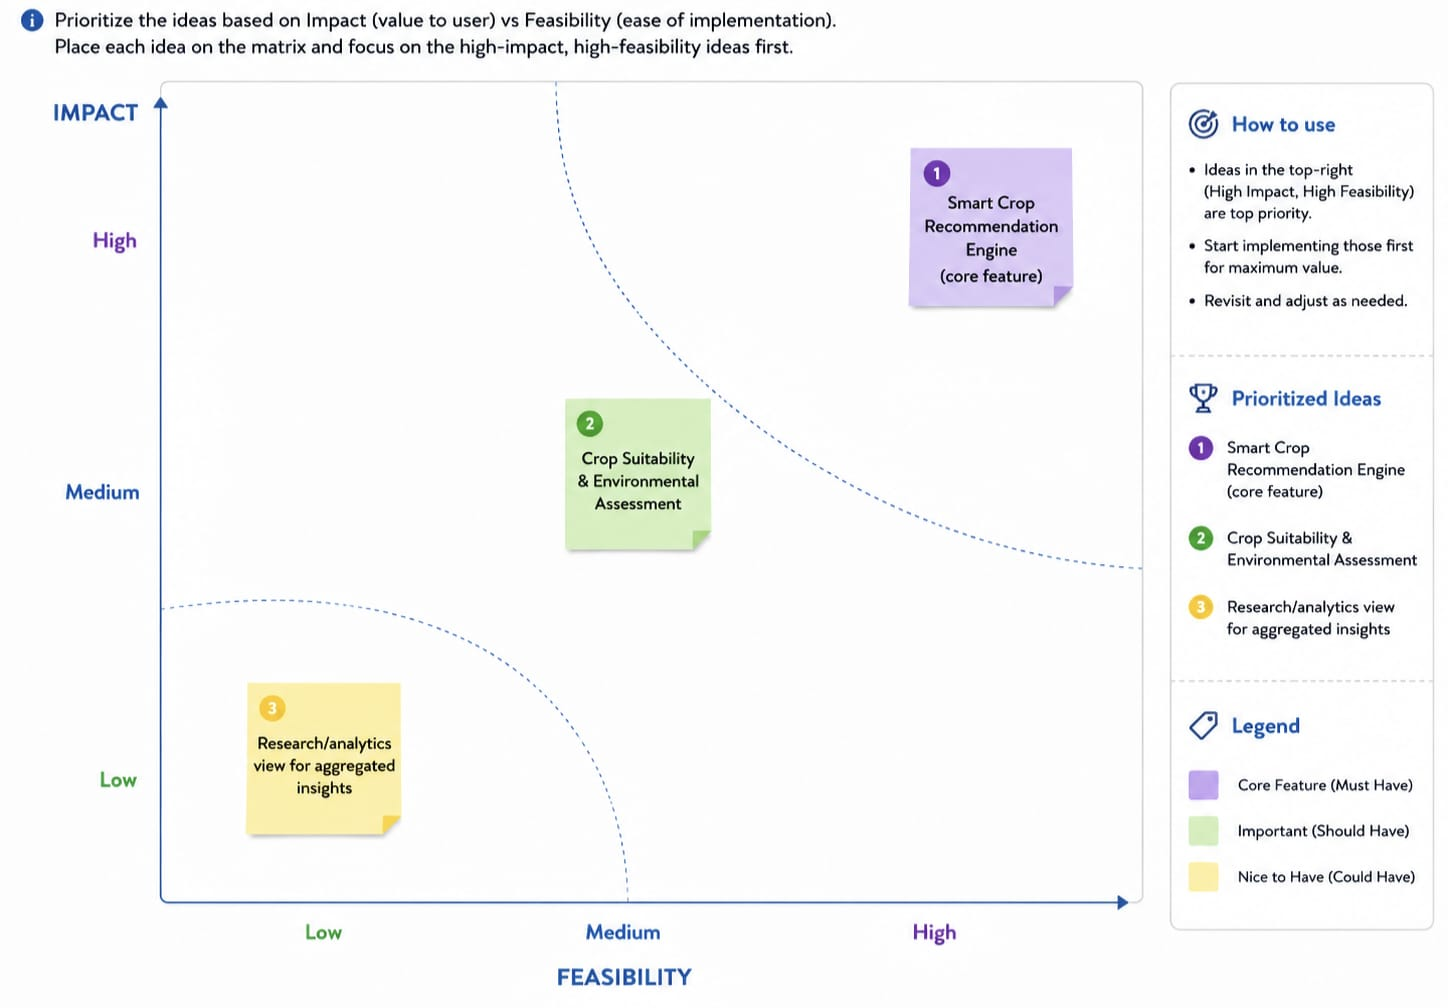 i Prioritize the ideas based on Impact (value to user) vs Feasibility (ease of implementation).
Place each idea on the matrix and focus on the high-impact, high-feasibility ideas first.
IMPACT
High
Medium
Low
1
Smart Crop
Recommendation
Engine
(core feature)
2
Crop Suitability
& Environmental
Assessment
3
Research/analytics
view for aggregated
insights
Low
Medium
High
FEASIBILITY
How to use
• Ideas in the top-right
(High Impact, High Feasibility)
are top priority.
• Start implementing those first
for maximum value.
• Revisit and adjust as needed.
Prioritized Ideas
1 Smart Crop
Recommendation Engine
(core feature)
2 Crop Suitability &
Environmental Assessment
3 Research/analytics view
for aggregated insights
Legend
Core Feature (Must Have)
Important (Should Have)
Nice to Have (Could Have)